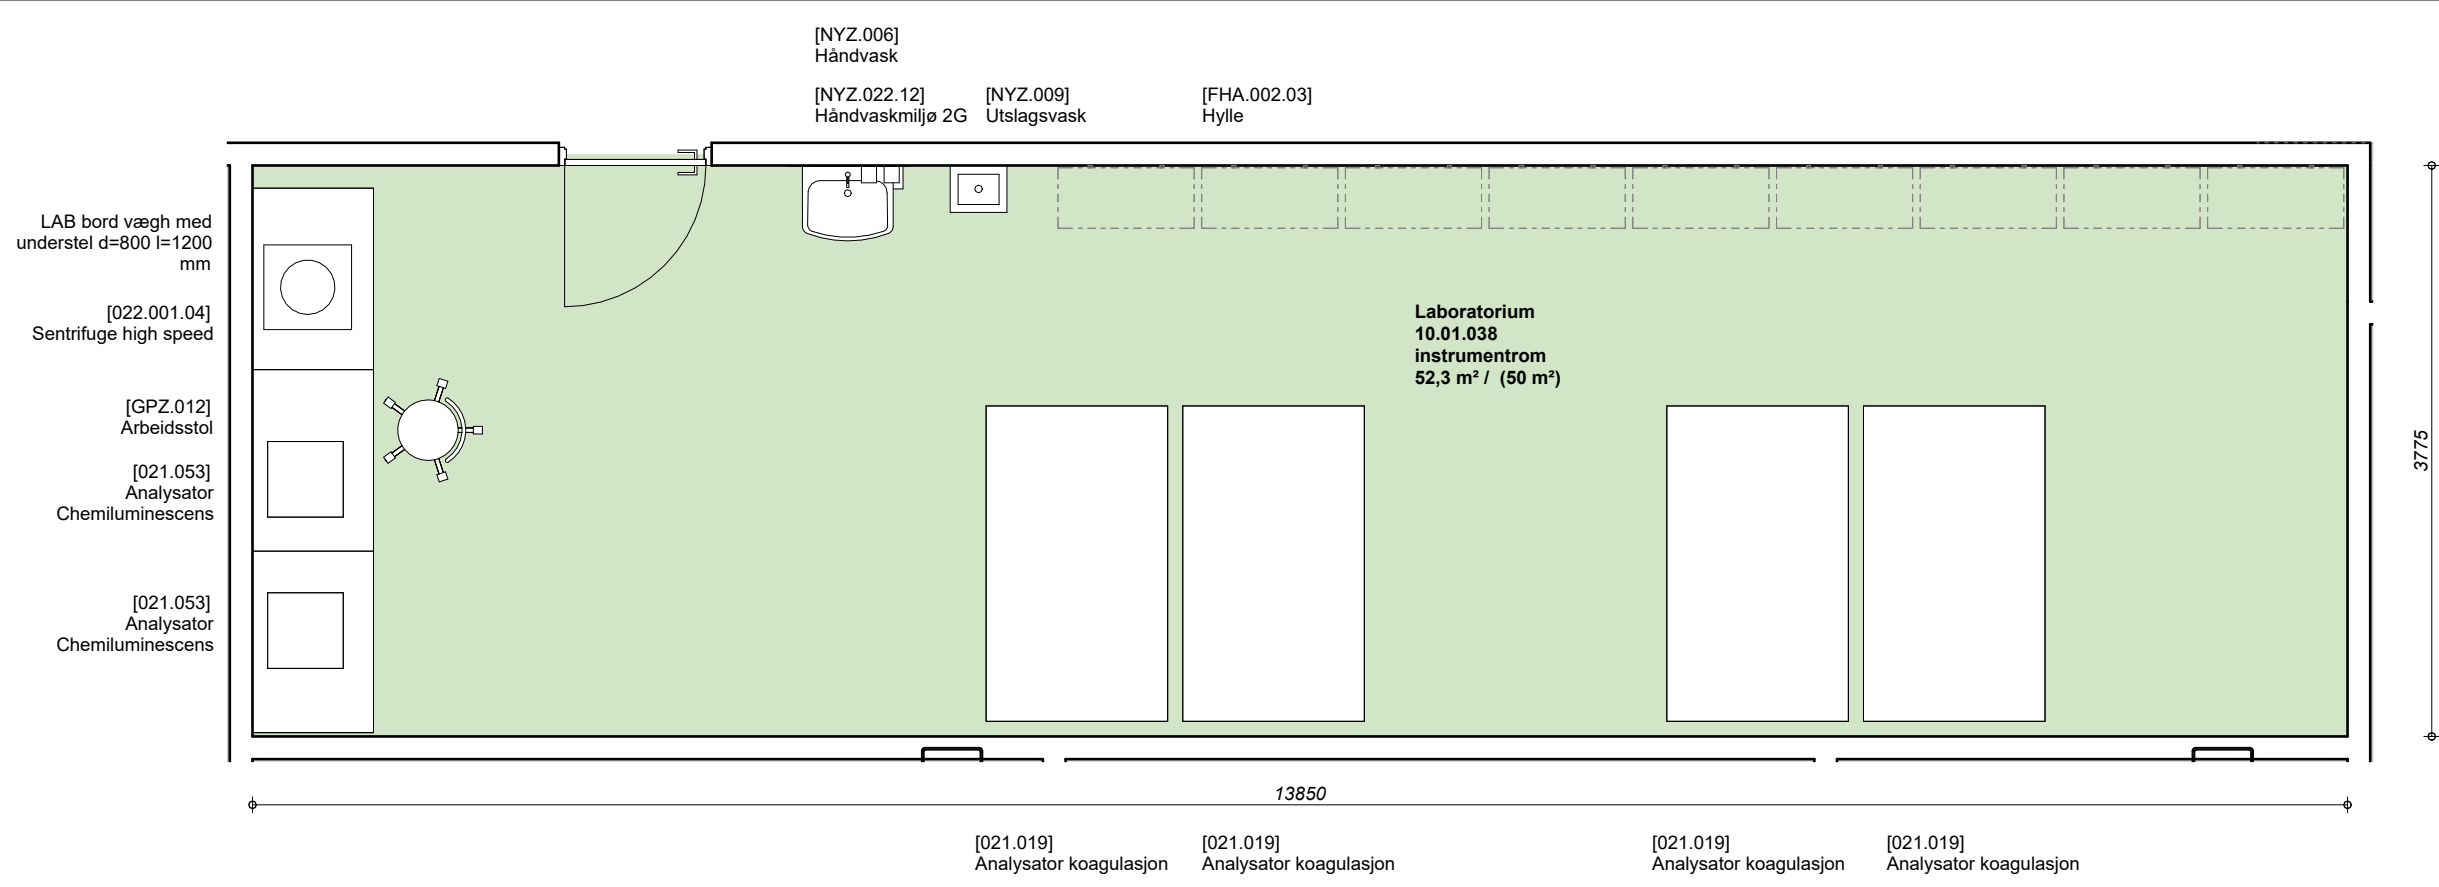 [NYZ.006]
Håndvask
[NYZ.022.12]
Håndvaskmiljø 2G
[NYZ.009]
Utslagsvask
[FHA.002.03]
Hylle
LAB bord vægh med
understel d=800 l=1200
mm
[022.001.04]
Sentrifuge high speed
[GPZ.012]
Arbeidsstol
[021.053]
Analysator
Chemiluminescens
[021.053]
Analysator
Chemiluminescens
Laboratorium
10.01.038
instrumentrom
52,3 m² / (50 m²)
3775
13850
[021.019]
Analysator koagulasjon
[021.019]
Analysator koagulasjon
[021.019]
Analysator koagulasjon
[021.019]
Analysator koagulasjon